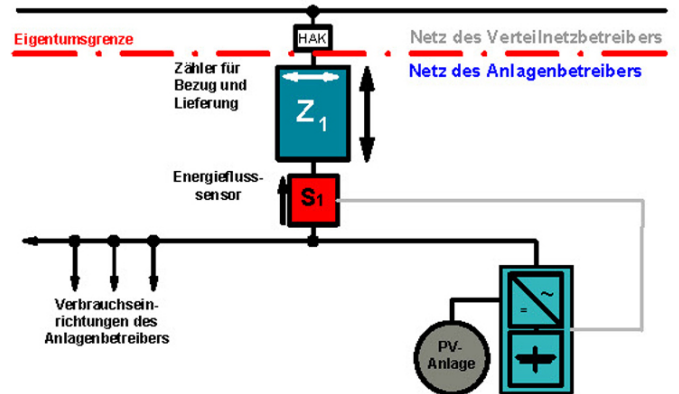 HAK
Eigentumsgrenze
Netz des Verteilnetzbetreibers
Netz des Anlagenbetreibers
Zähler für
Bezug und
Lieferung
Z1
Energiefluss-
sensor
S1
Verbrauchsein-
richtungen des
Anlagenbetreibers
~
=
PV-
Anlage